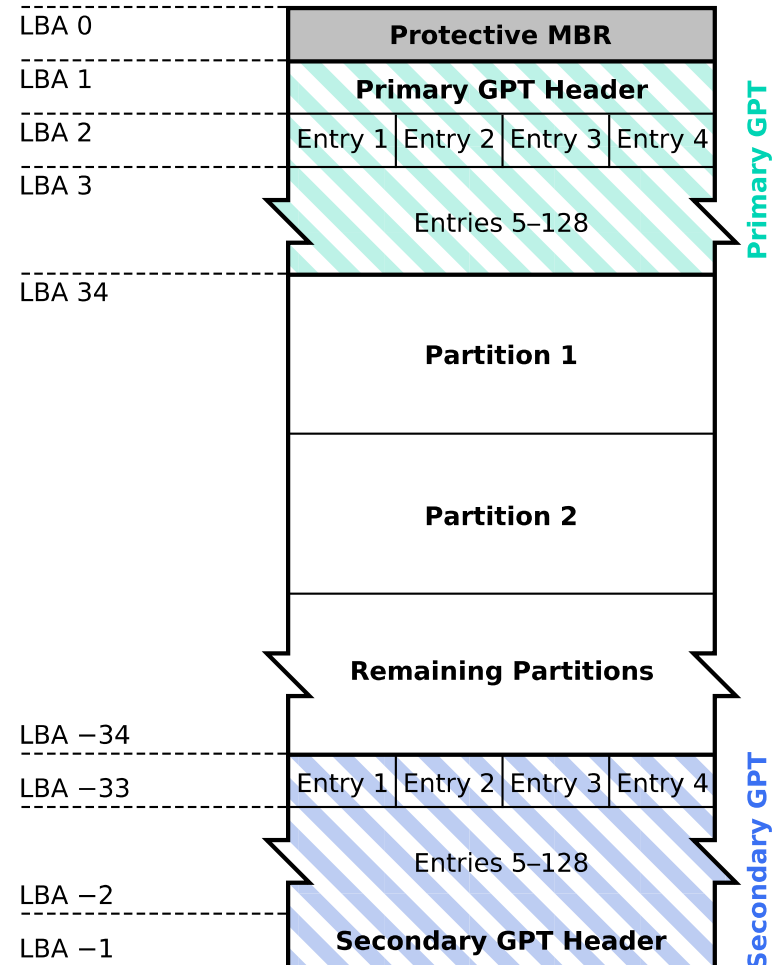 LBA 0
Protective MBR
LBA 1
Primary GPT Header
LBA 2
Entry 1 Entry 2 Entry 3 Entry 4
LBA 3
Entries 5–128
Primary GPT
LBA 34
Partition 1
Partition 2
Remaining Partitions
LBA −34
LBA −33
Entry 1 Entry 2 Entry 3 Entry 4
Entries 5–128
LBA −2
LBA −1
Secondary GPT Header
Secondary GPT